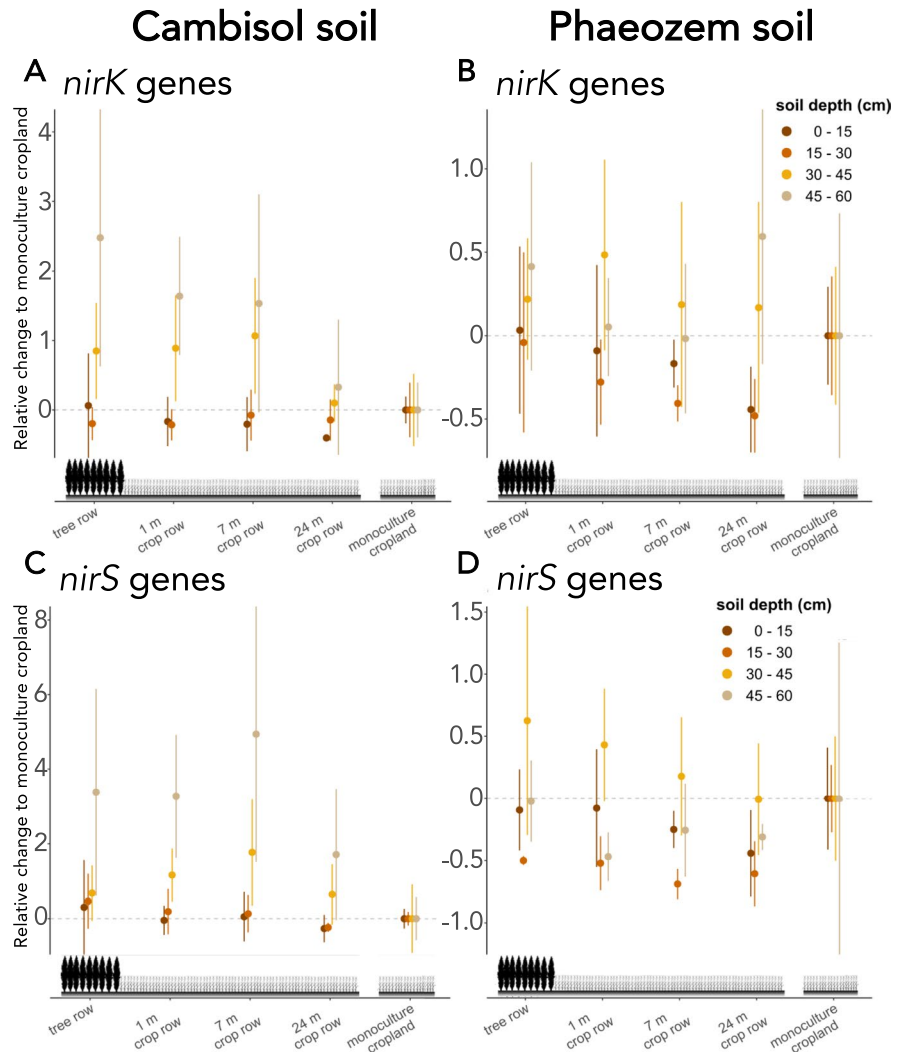 Cambisol soil
Phaeozem soil
A
nirK genes
Relative change to monoculture cropland
4
3
2
1
0
tree row
1 m
crop row
7 m
crop row
24 m
crop row
monoculture
cropland
B
nirK genes
soil depth (cm)
0 - 15
15 - 30
30 - 45
45 - 60
1.0
0.5
0
-0.5
tree row
1 m
crop row
7 m
crop row
24 m
crop row
monoculture
cropland
C
nirS genes
Relative change to monoculture cropland
8
6
4
2
0
tree row
1 m
crop row
7 m
crop row
24 m
crop row
monoculture
cropland
D
nirS genes
soil depth (cm)
0 - 15
15 - 30
30 - 45
45 - 60
1.5
1.0
0.5
0
-0.5
-1.0
tree row
1 m
crop row
7 m
crop row
24 m
crop row
monoculture
cropland